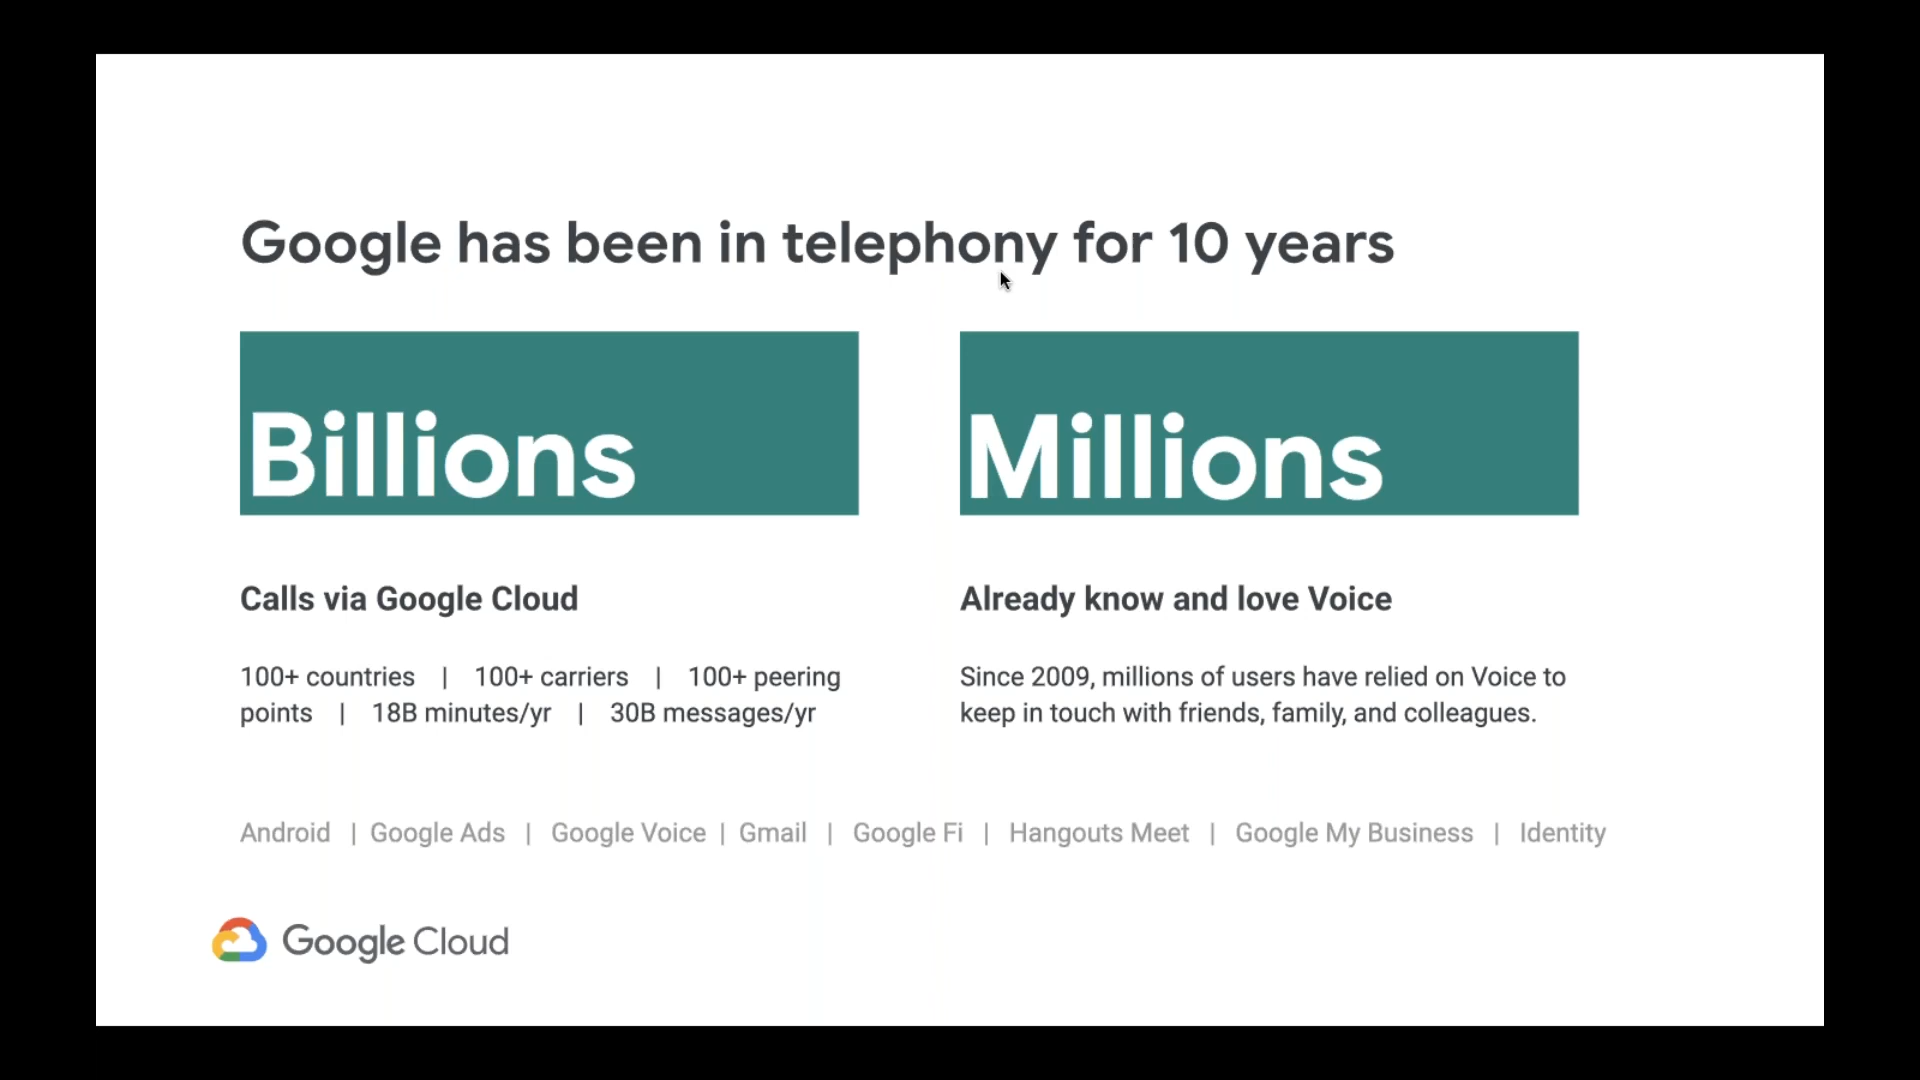 Google has been in telephony for 10 years
Billions
Calls via Google Cloud
100+ countries | 100+ carriers | 100+ peering
points | 18B minutes/yr | 30B messages/yr
Millions
Already know and love Voice
Since 2009, millions of users have relied on Voice to
keep in touch with friends, family, and colleagues.
Android | Google Ads | Google Voice | Gmail | Google Fi | Hangouts Meet | Google My Business | Identity
Google Cloud